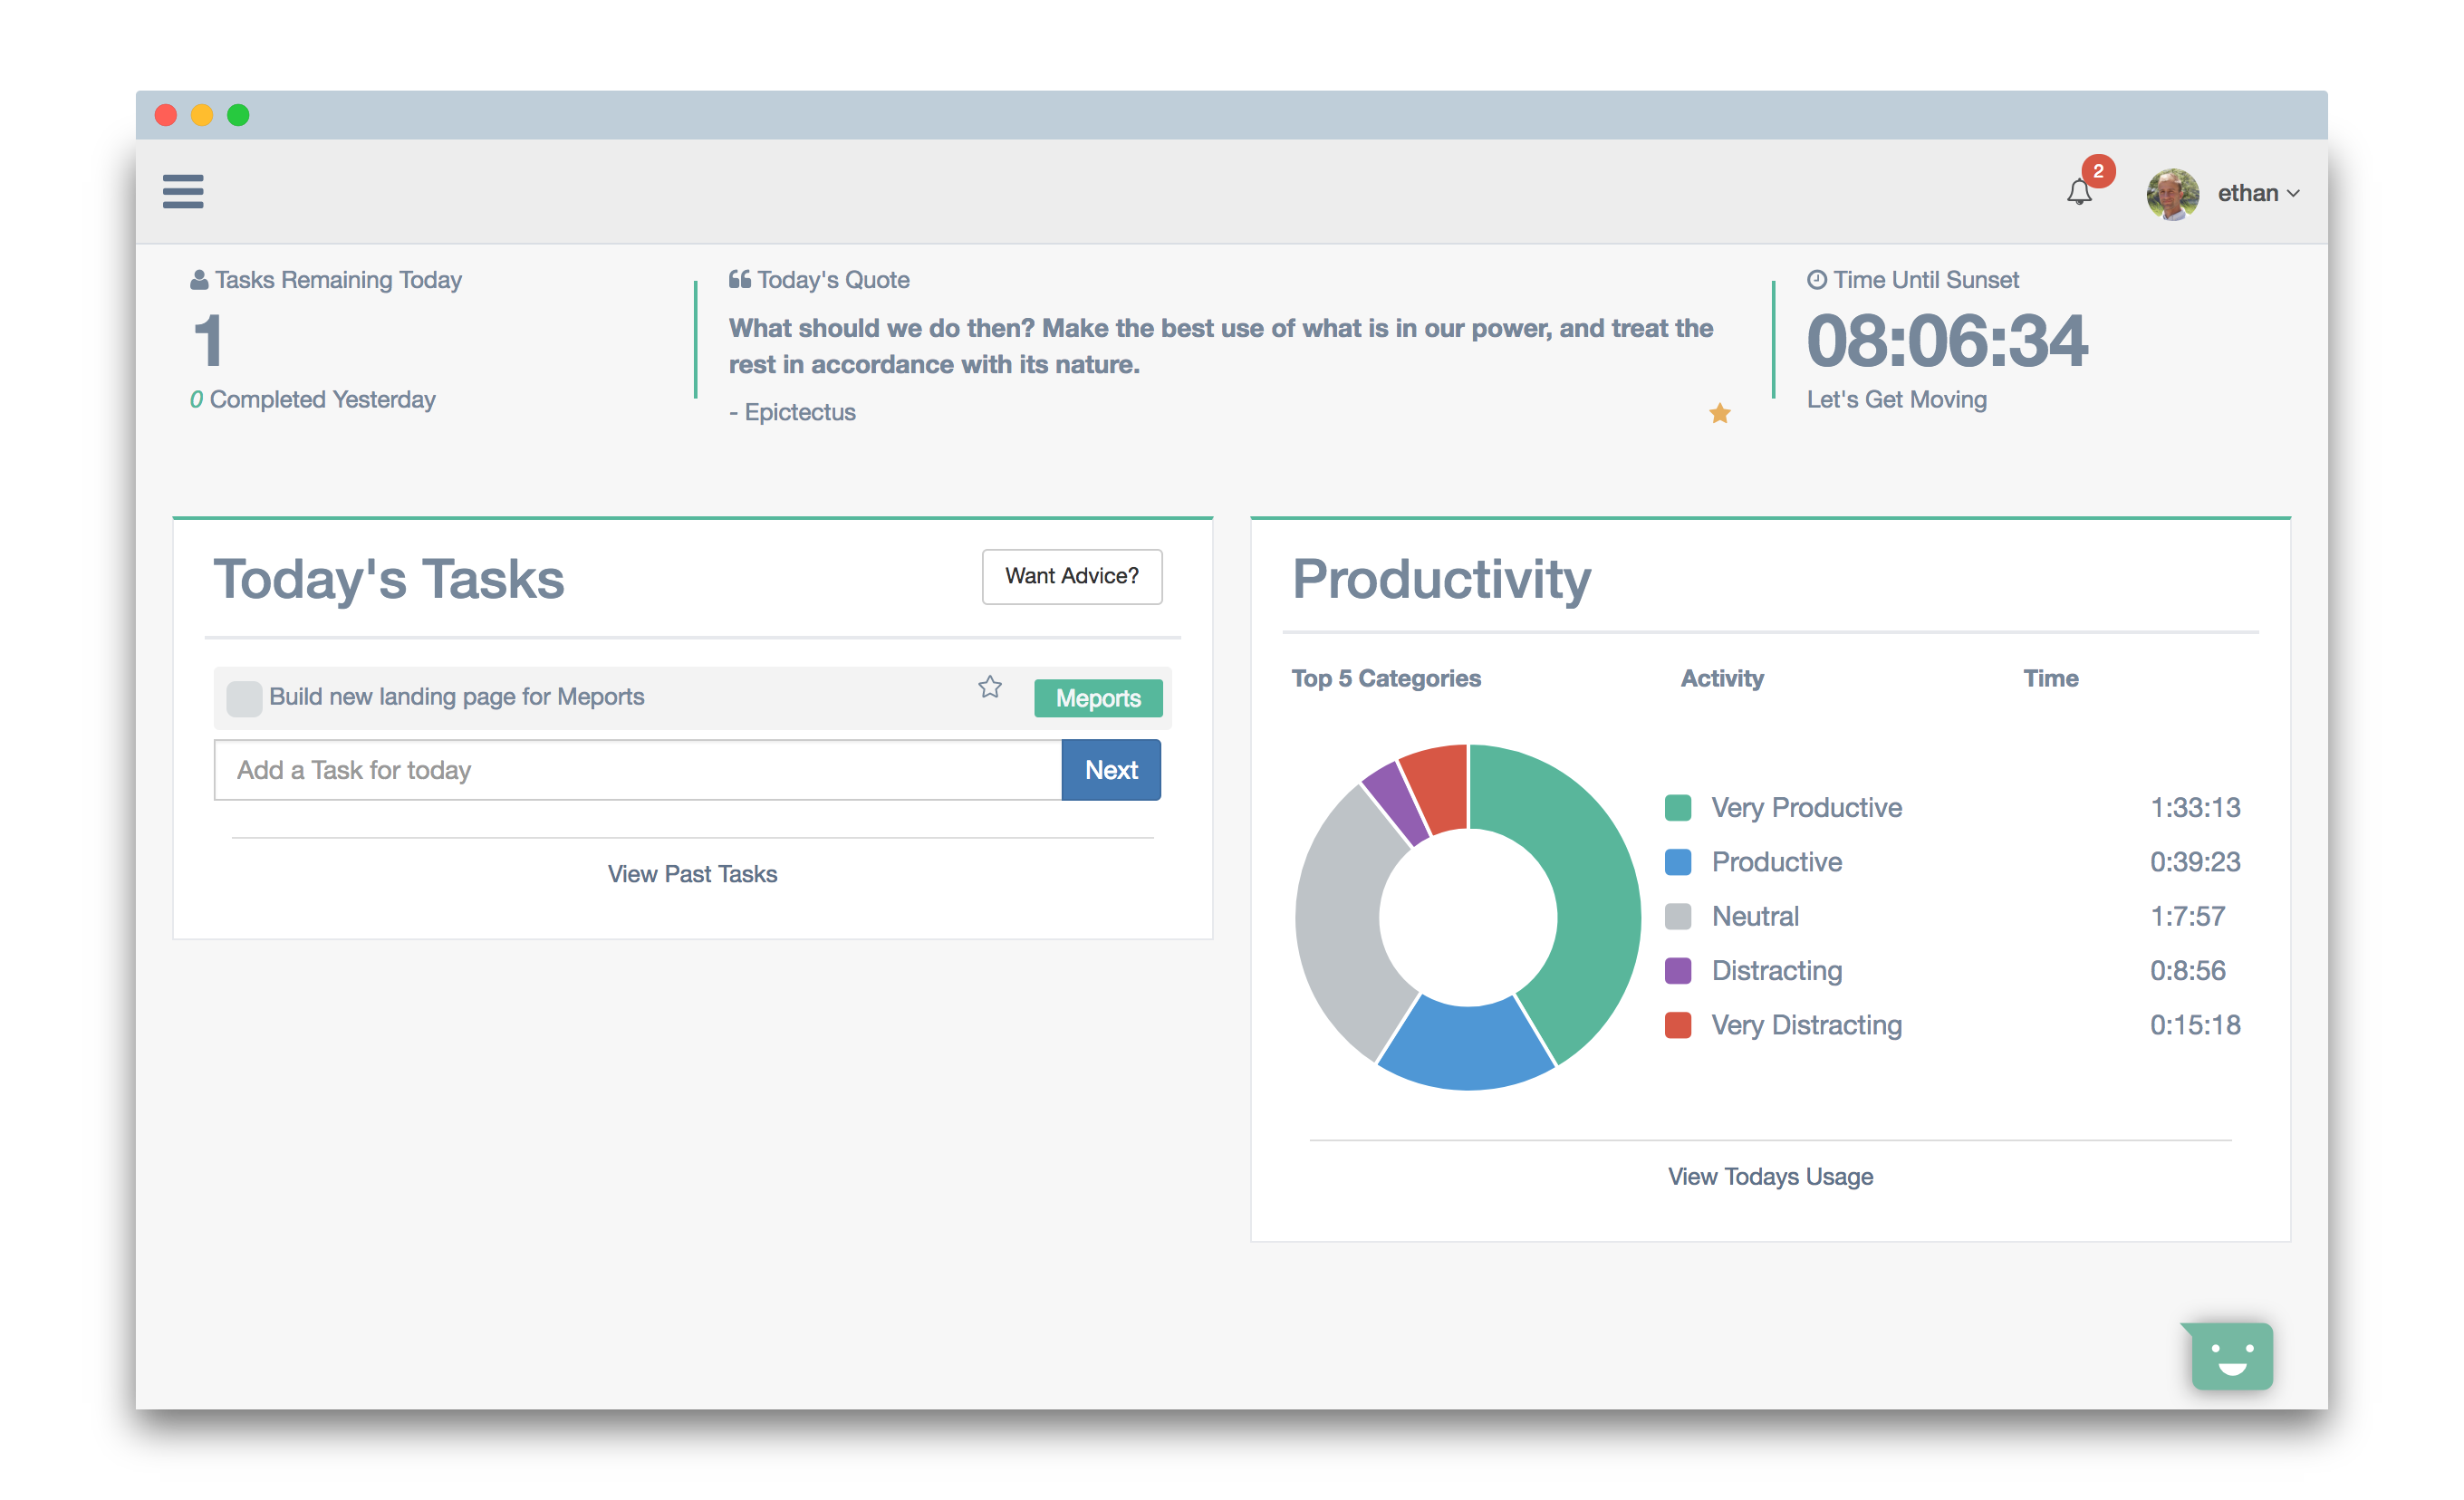 2
ethan
Tasks Remaining Today
1
0 Completed Yesterday
Today's Quote
What should we do then? Make the best use of what is in our power, and treat the
rest in accordance with its nature.
- Epictectus
Time Until Sunset
08:06:34
Let's Get Moving
Today's Tasks
Want Advice?
Build new landing page for Meports
Meports
Add a Task for today
Next
View Past Tasks
Productivity
Top 5 Categories Activity Time
Very Productive 1:33:13
Productive 0:39:23
Neutral 1:7:57
Distracting 0:8:56
Very Distracting 0:15:18
View Todays Usage